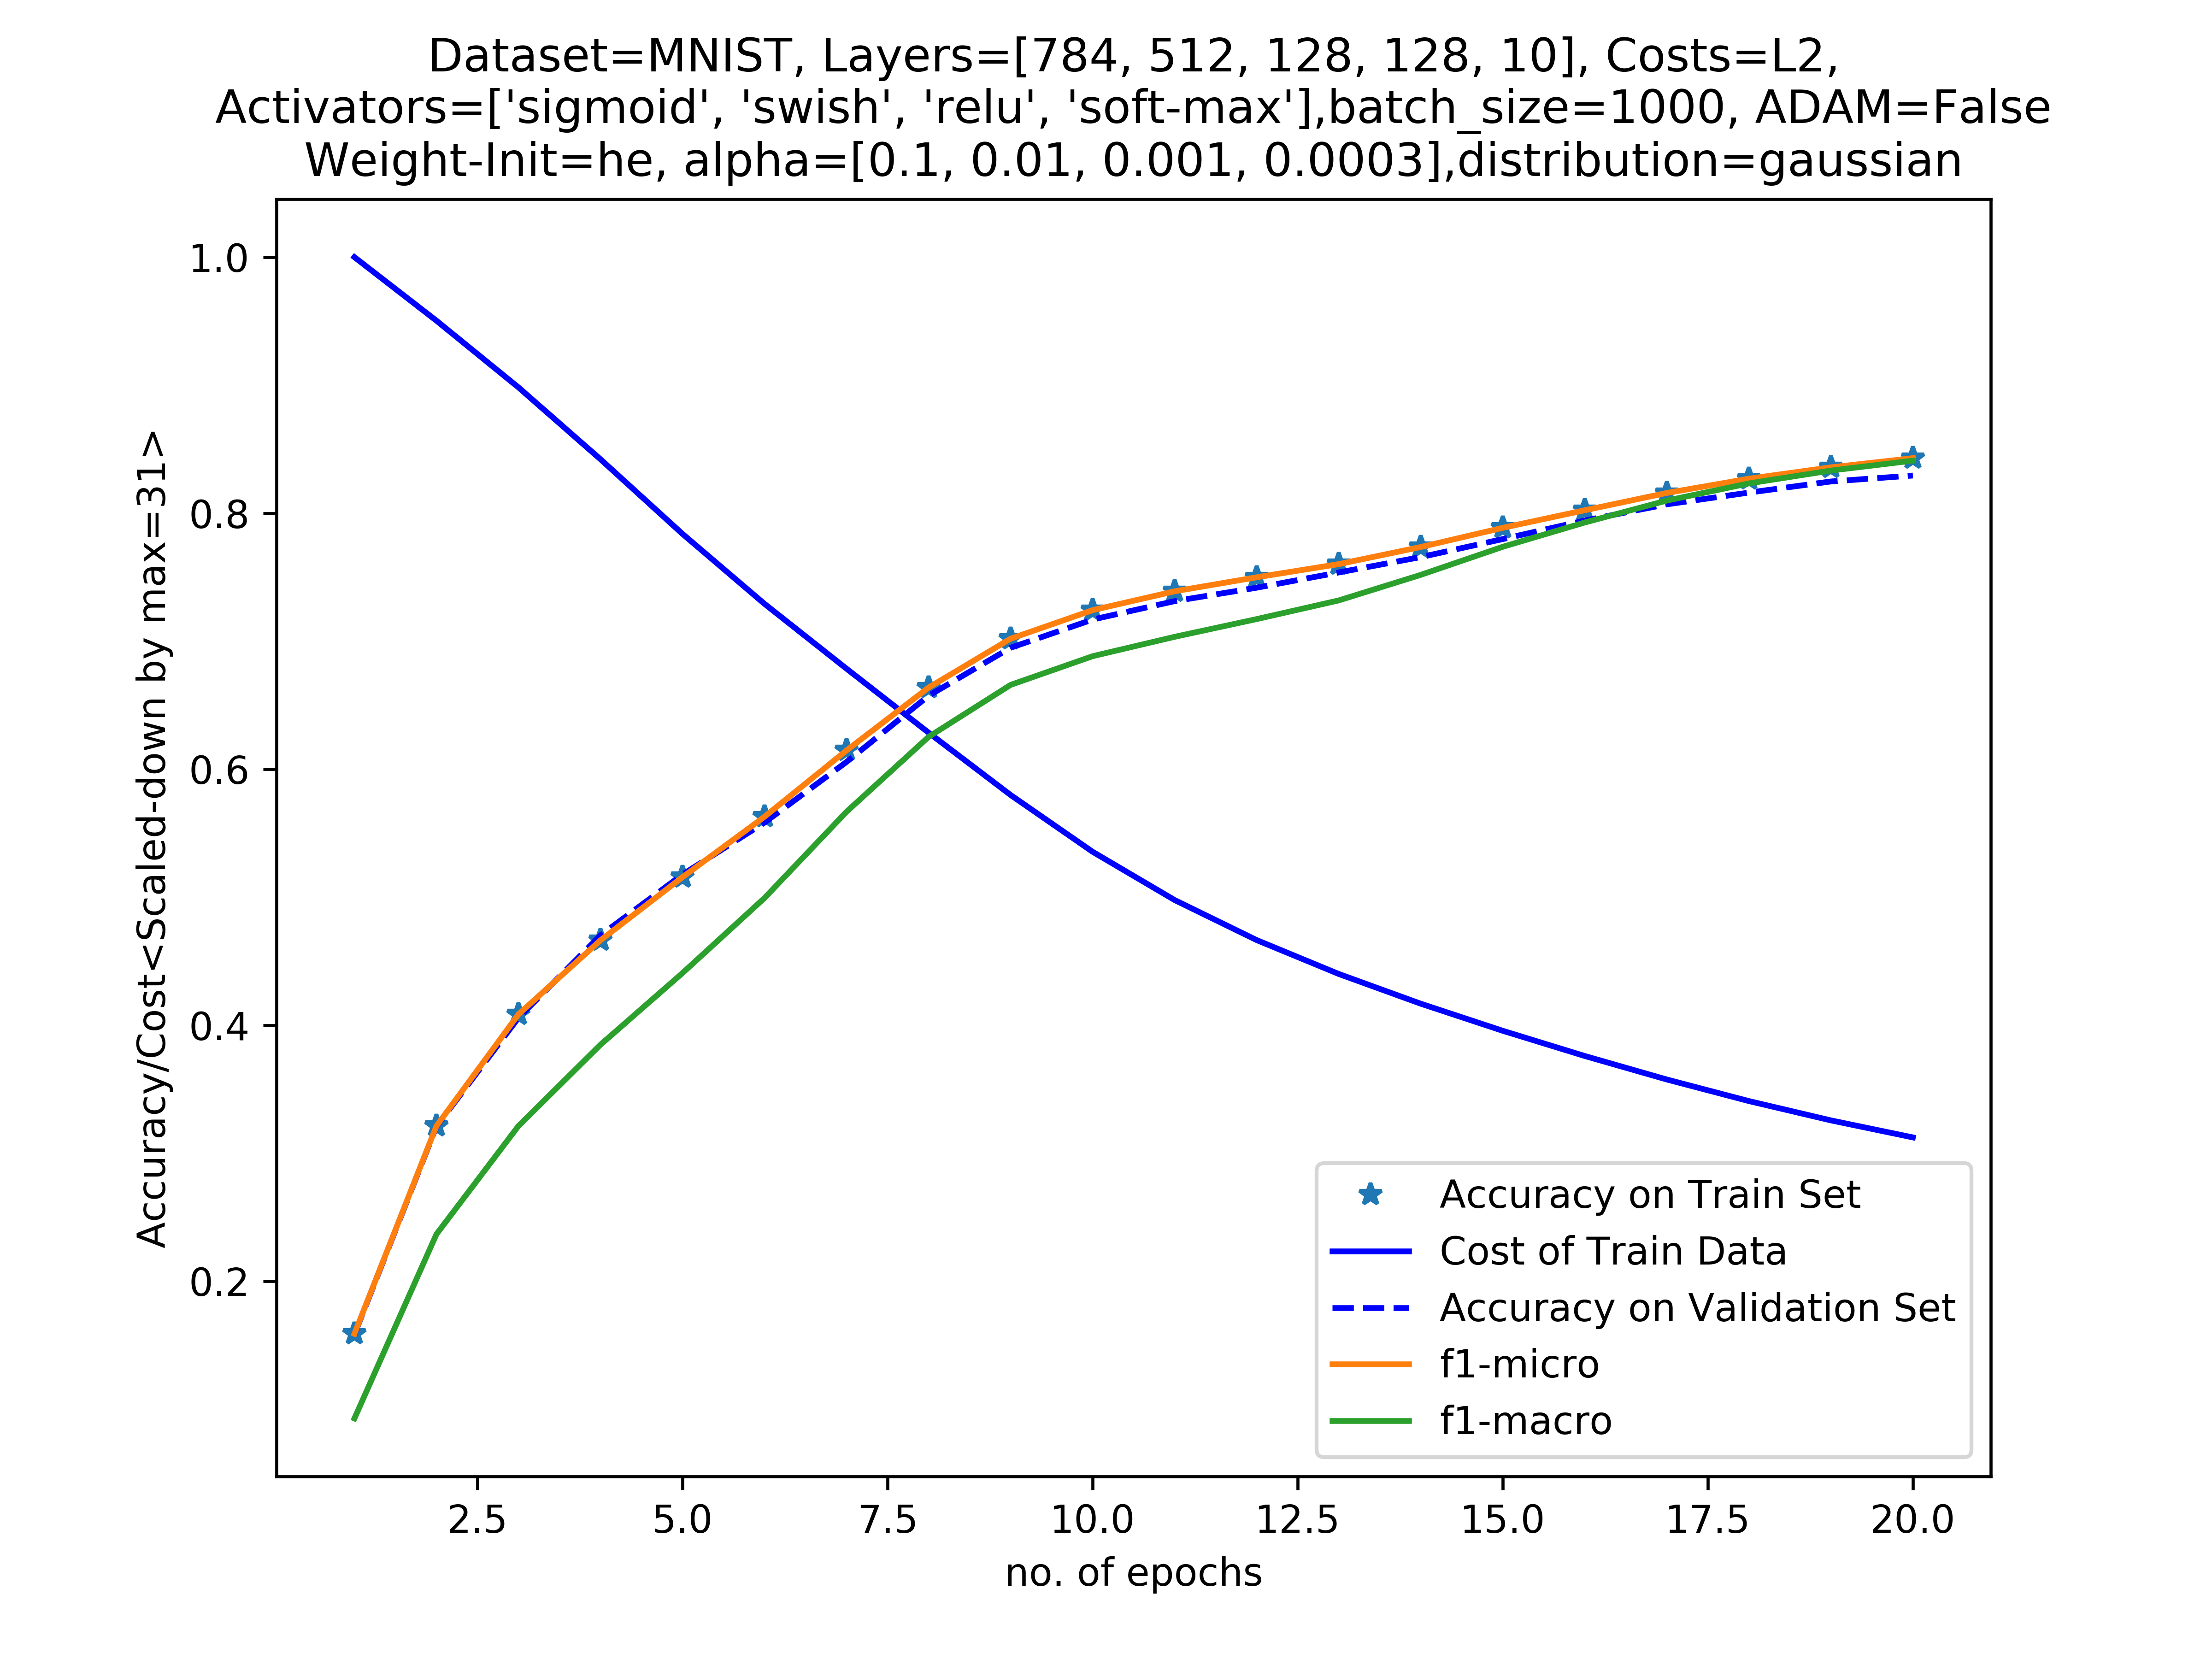 Dataset=MNIST, Layers=[784, 512, 128, 128, 10], Costs=L2,
Activators=['sigmoid', 'swish', 'relu', 'soft-max'],batch_size=1000, ADAM=False
Weight-Init=he, alpha=[0.1, 0.01, 0.001, 0.0003],distribution=gaussian
Accuracy/Cost<Scaled-down by max=31>
1.0
0.8
0.6
0.4
0.2
Accuracy on Train Set
Cost of Train Data
Accuracy on Validation Set
f1-micro
f1-macro
2.5 5.0 7.5 10.0 12.5 15.0 17.5 20.0
no. of epochs